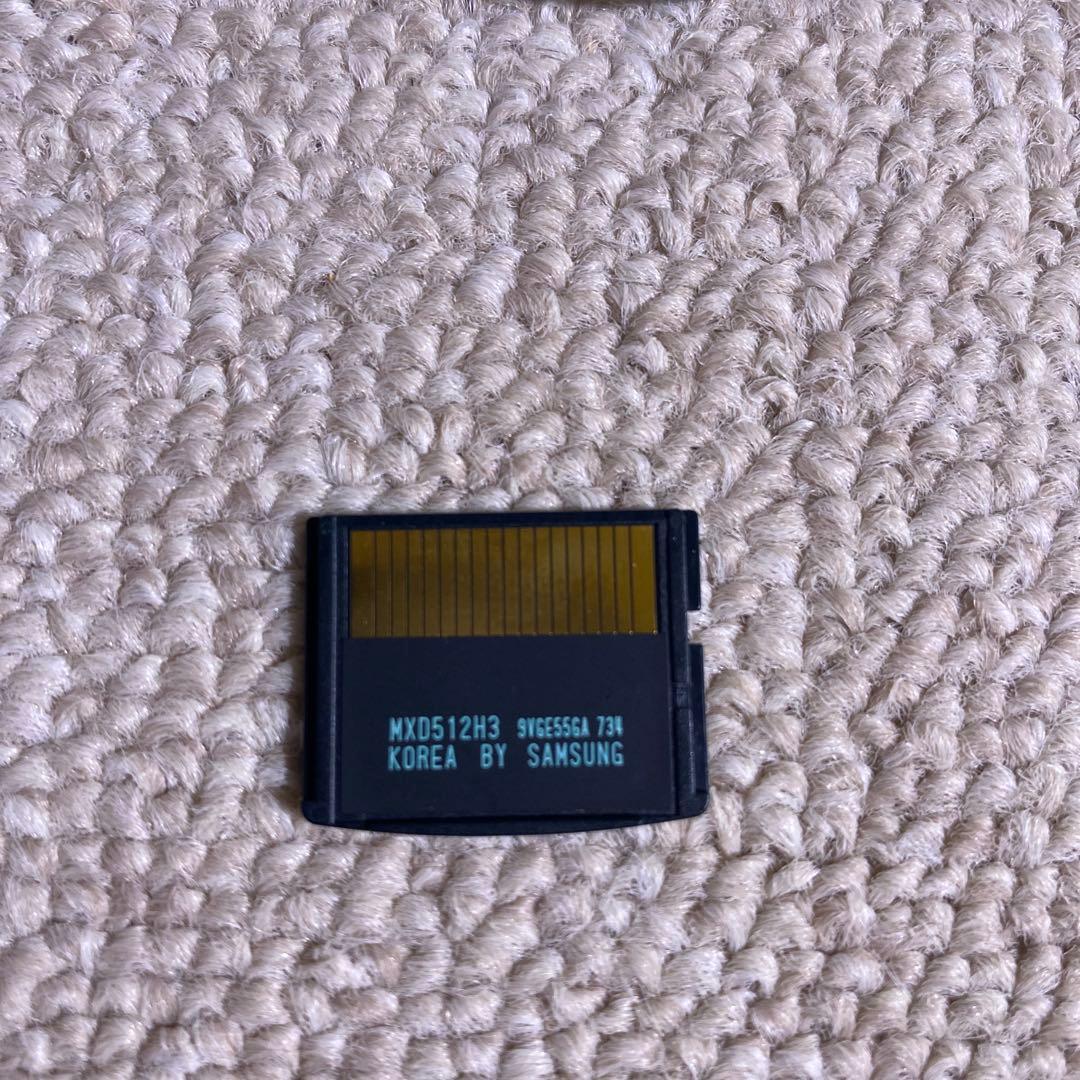 MXD512H3 9VGE55GA 734
KOREA BY SAMSUNG